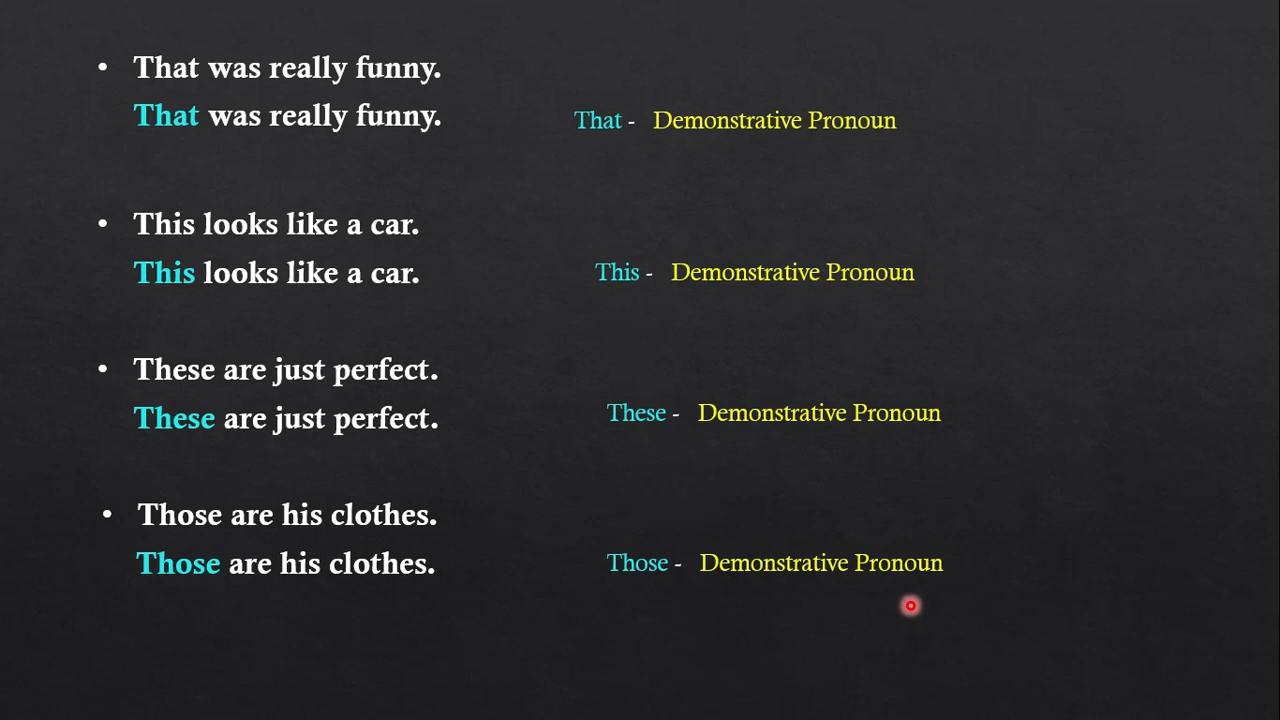 • That was really funny.
That was really funny.
That - Demonstrative Pronoun
• This looks like a car.
This looks like a car.
This - Demonstrative Pronoun
• These are just perfect.
These are just perfect.
These - Demonstrative Pronoun
• Those are his clothes.
Those are his clothes.
Those - Demonstrative Pronoun